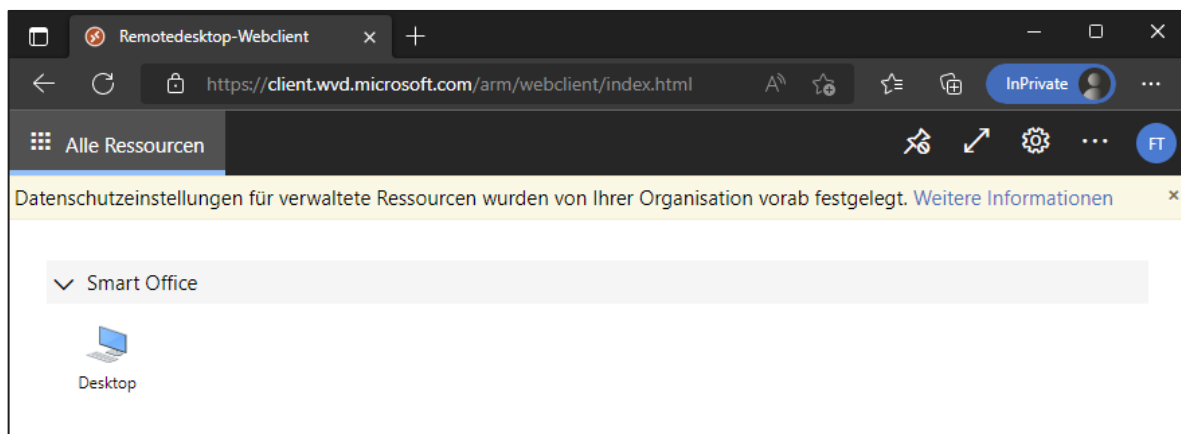 Remotedesktop-Webclient
https://client.wvd.microsoft.com/arm/webclient/index.html
InPrivate
Alle Ressourcen
FT
Datenschutzeinstellungen für verwaltete Ressourcen wurden von Ihrer Organisation vorab festgelegt. Weitere Informationen
Smart Office
Desktop